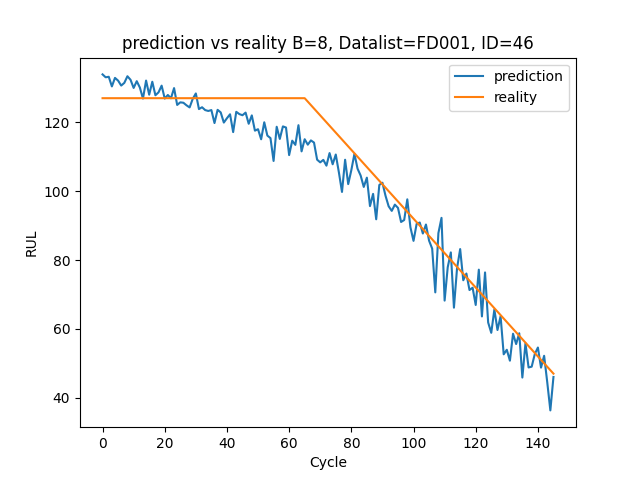 prediction vs reality B=8, Datalist=FD001, ID=46
prediction
reality
120
100
80
60
40
RUL
0 20 40 60 80 100 120 140
Cycle